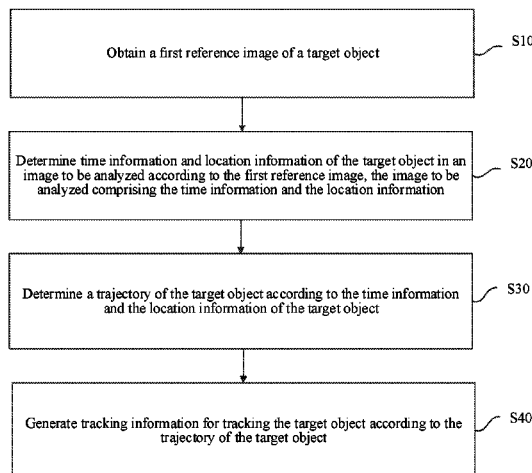 Obtain a first reference image of a target object
S10
Determine time information and location information of the target object in an
image to be analyzed according to the first reference image, the image to be
analyzed comprising the time information and the location information
S20
Determine a trajectory of the target object according to the time information
and the location information of the target object
S30
Generate tracking information for tracking the target object according to the
trajectory of the target object
S40